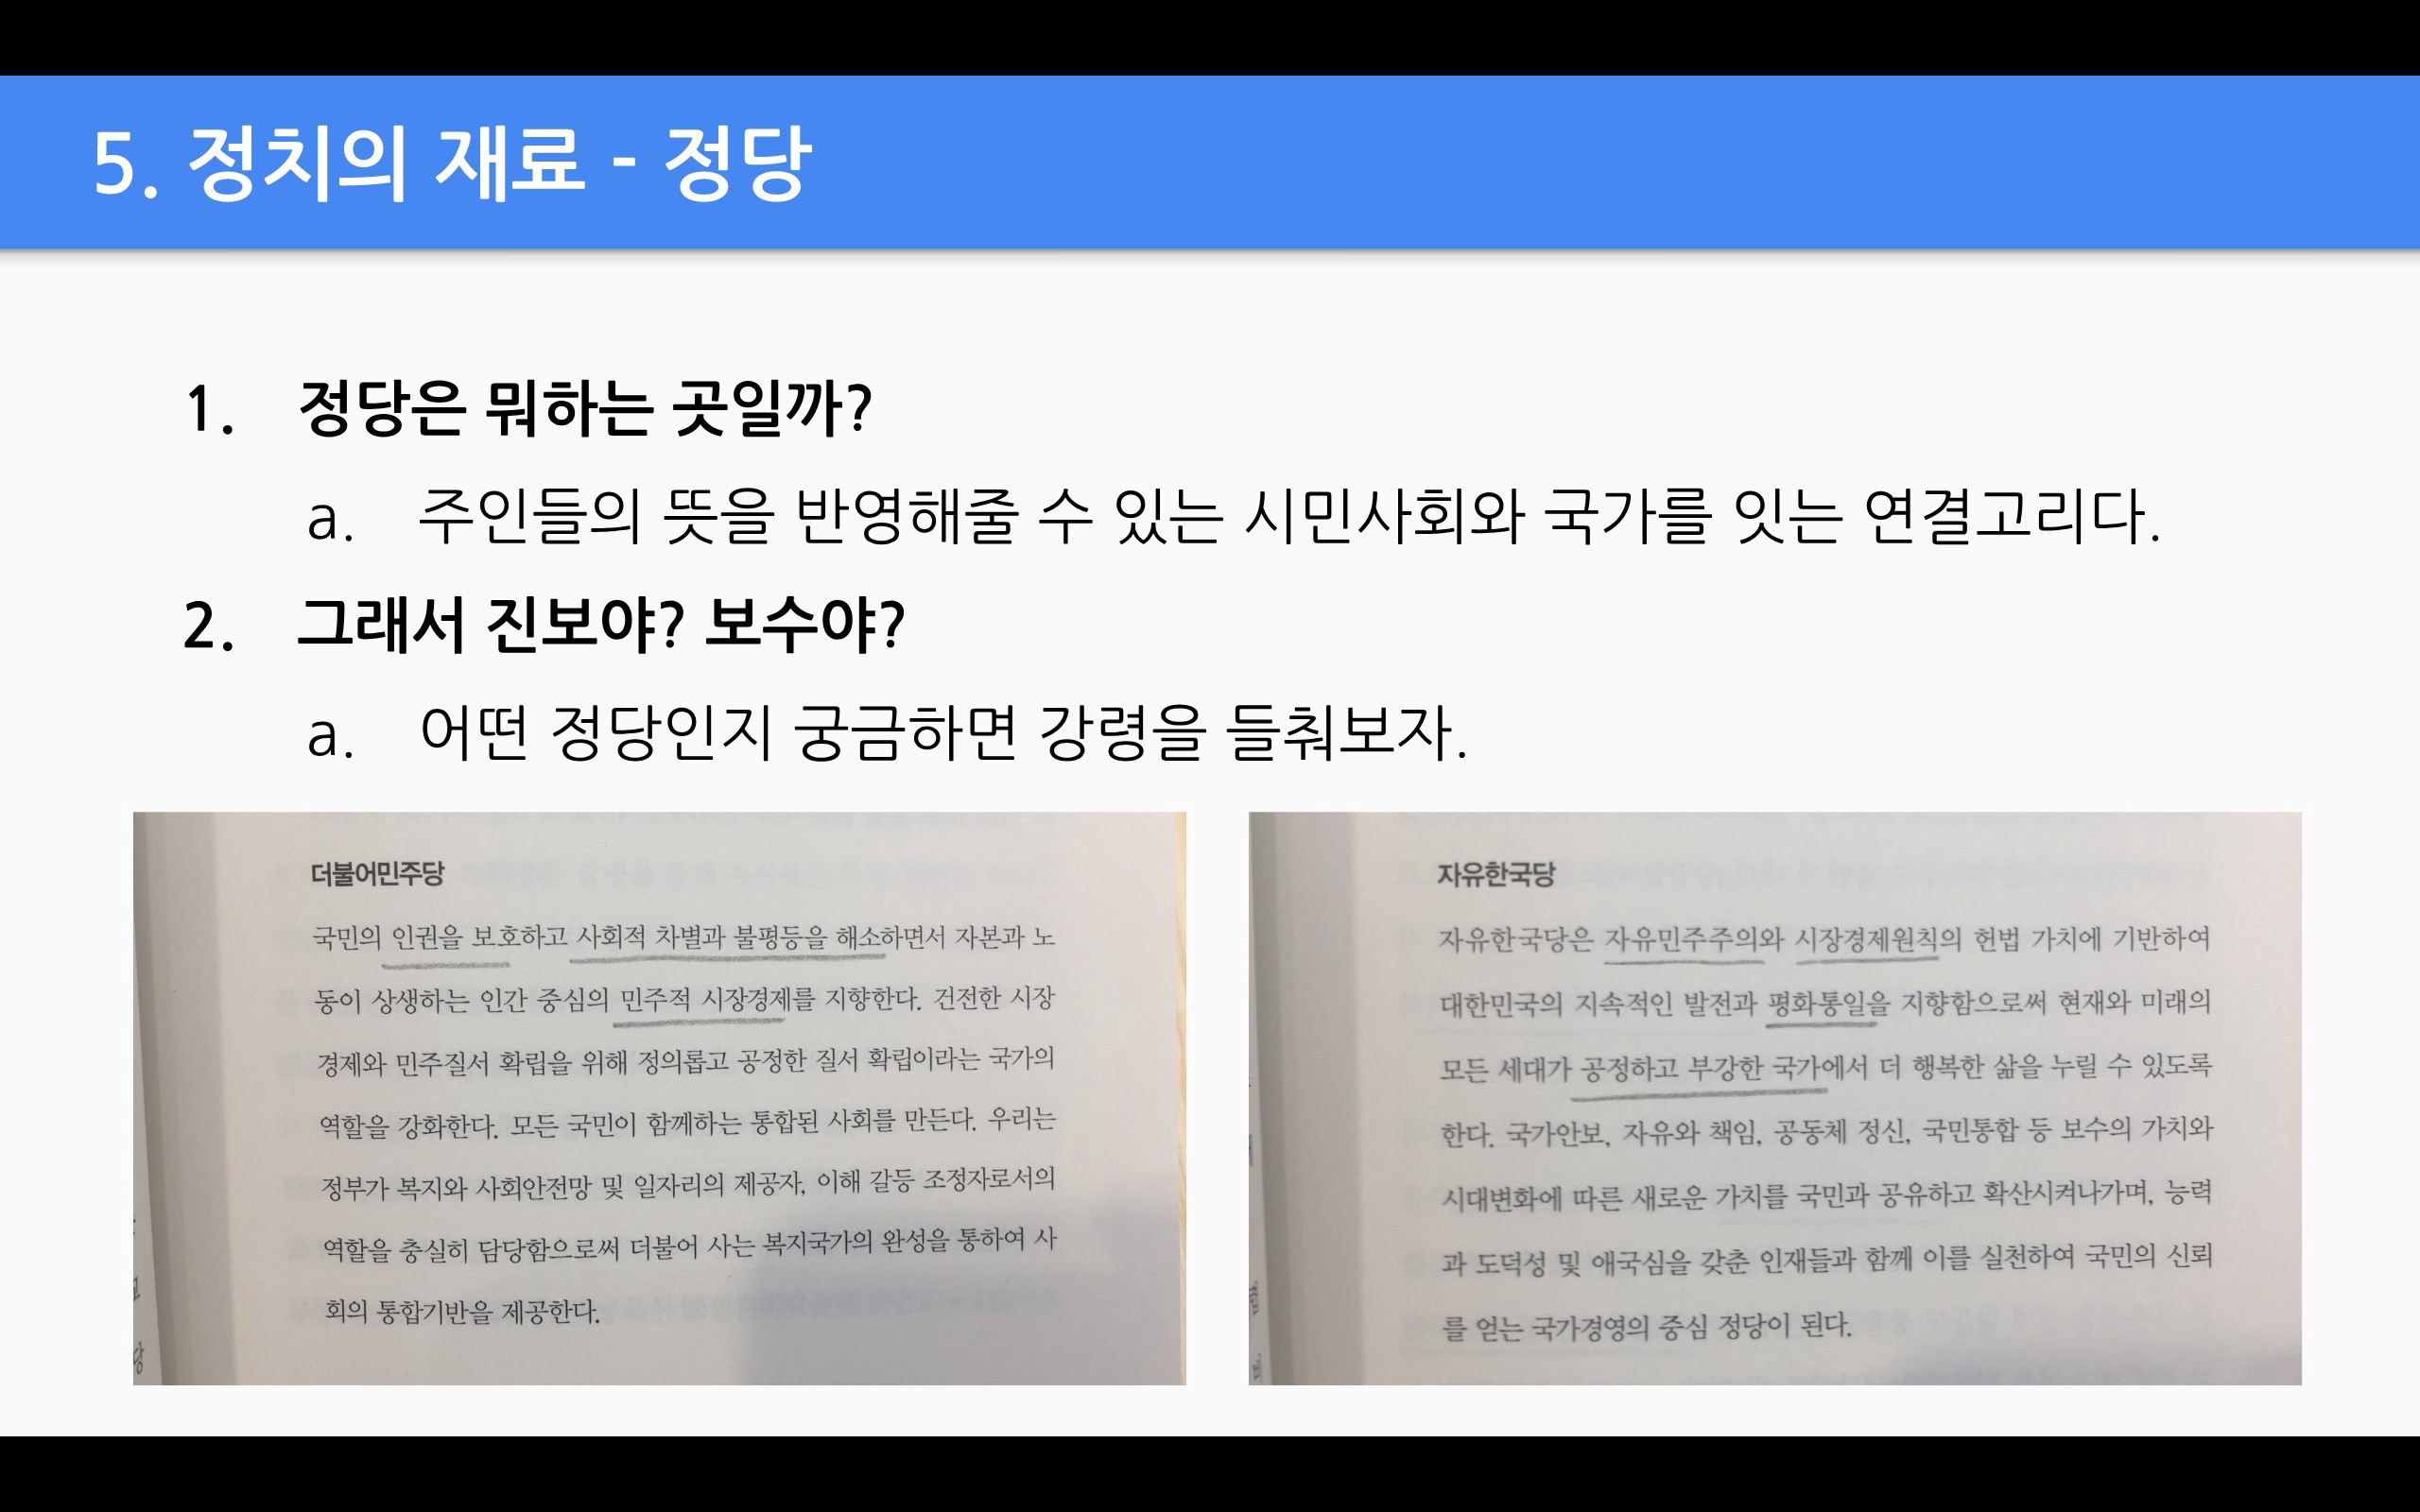 5. 정치의 재료 - 정당
1. 정당은 뭐하는 곳일까?
a. 주인들의 뜻을 반영해줄 수 있는 시민사회와 국가를 잇는 연결고리다.
2. 그래서 진보야? 보수야?
a. 어떤 정당인지 궁금하면 강령을 들춰보자.
더불어민주당
국민의 인권을 보호하고 사회적 차별과 불평등을 해소하면서 자본과 노
동이 상생하는 인간 중심의 민주적 시장경제를 지향한다. 건전한 시장
경제와 민주질서 확립을 위해 정의롭고 공정한 질서 확립이라는 국가의
역할을 강화한다. 모든 국민이 함께하는 통합된 사회를 만든다. 우리는
정부가 복지와 사회안전망 및 일자리의 제공자, 이해 갈등 조정자로서의
역할을 충실히 담당함으로써 더불어 사는 복지국가의 완성을 통하여 사
회의 통합기반을 제공한다.
자유한국당
자유한국당은 자유민주주의와 시장경제원칙의 헌법 가치에 기반하여
대한민국의 지속적인 발전과 평화통일을 지향함으로써 현재와 미래의
모든 세대가 공정하고 부강한 국가에서 더 행복한 삶을 누릴 수 있도록
한다. 국가안보, 자유와 책임, 공동체 정신, 국민통합 등 보수의 가치와
시대변화에 따른 새로운 가치를 국민과 공유하고 확산시켜나가며, 능력
과 도덕성 및 애국심을 갖춘 인재들과 함께 이를 실천하여 국민의 신뢰
를 얻는 국가경영의 중심 정당이 된다.